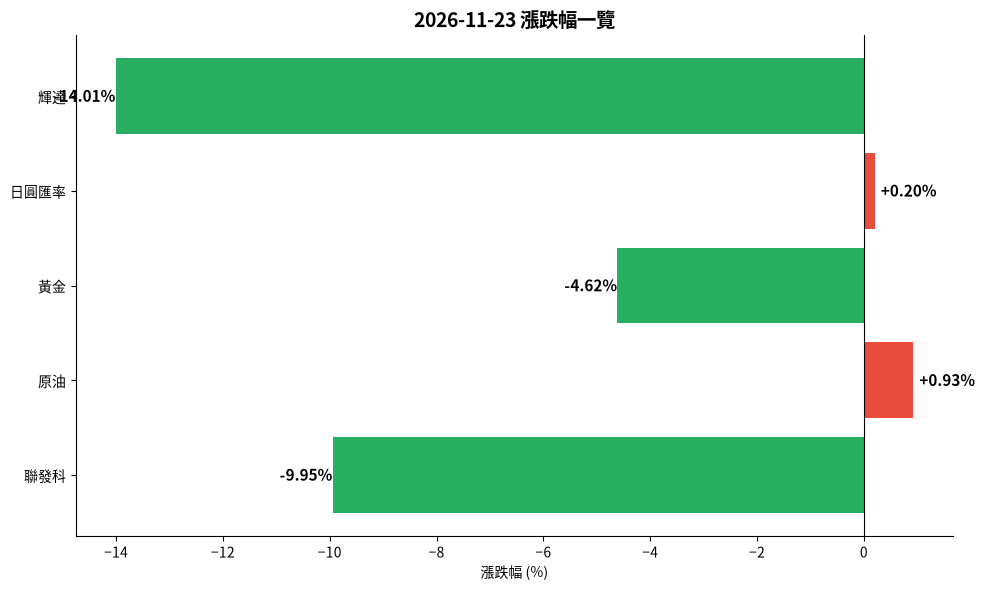 2026-11-23 漲跌幅一覽
輝達 -14.01%
日圓匯率 +0.20%
黃金 -4.62%
原油 +0.93%
聯發科 -9.95%
−14 −12 −10 −8 −6 −4 −2 0
漲跌幅 (%)